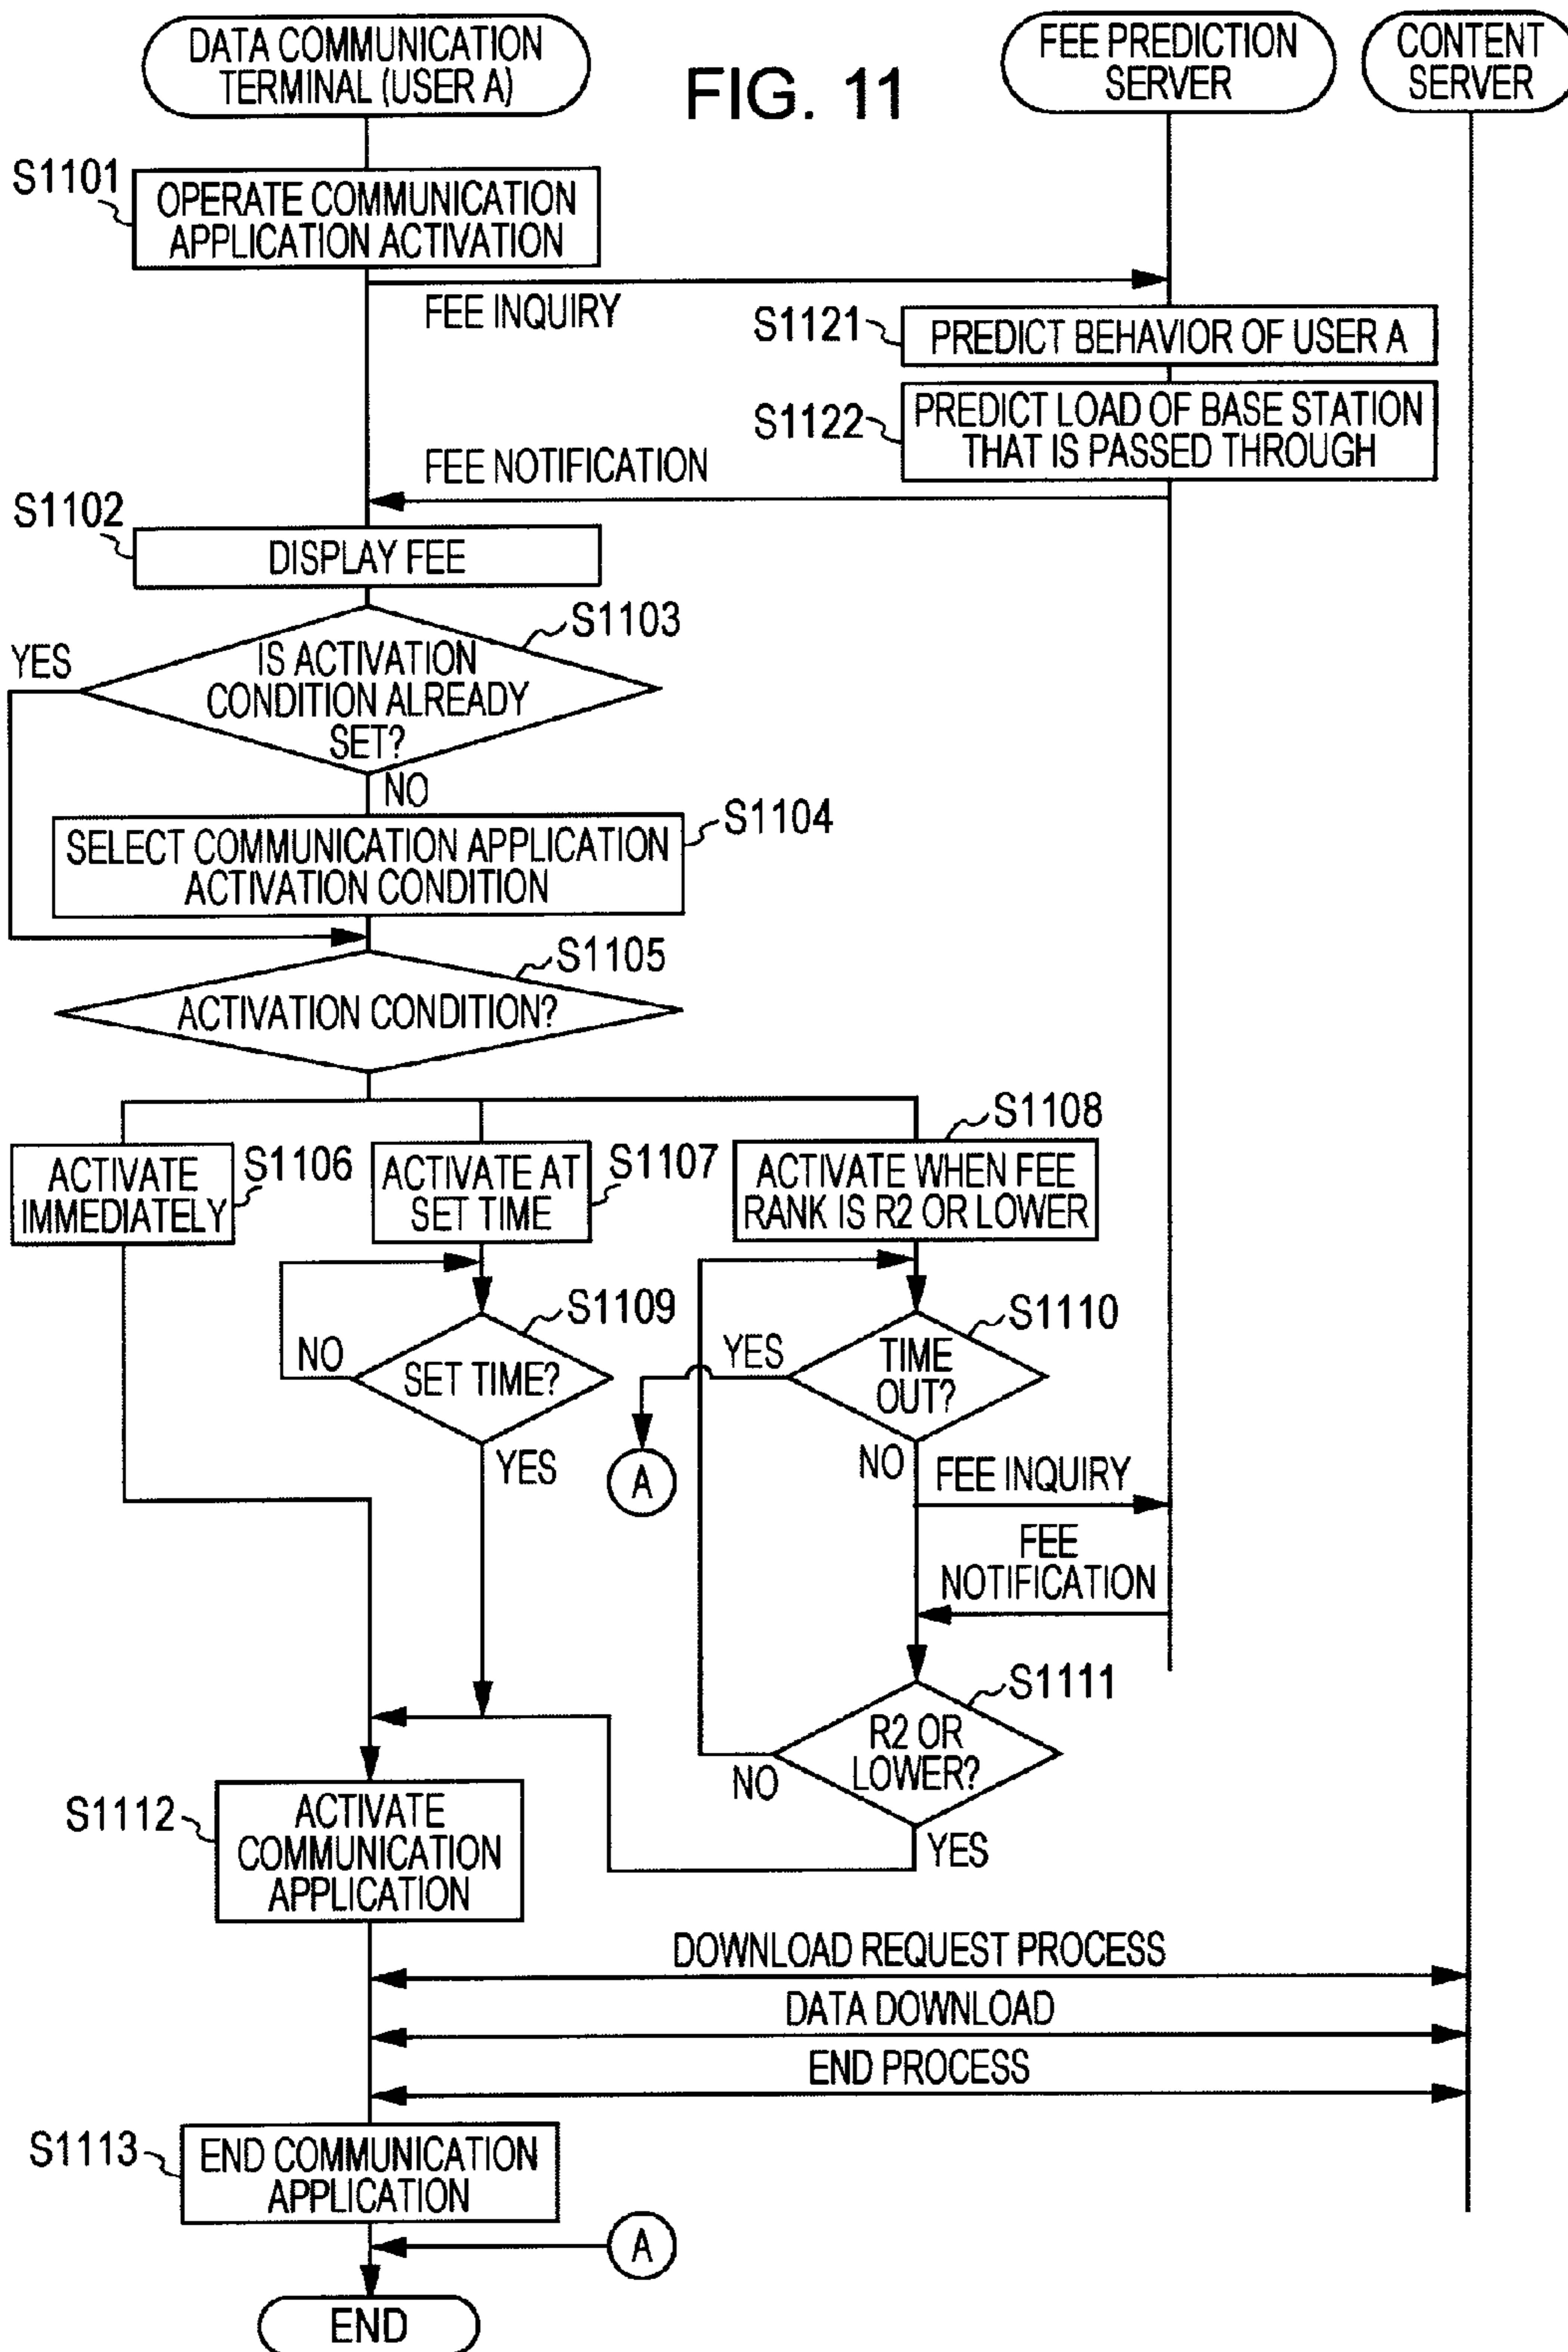 DATA COMMUNICATION
TERMINAL (USER A)
FIG. 11
FEE PREDICTION
SERVER
CONTENT
SERVER
S1101
OPERATE COMMUNICATION
APPLICATION ACTIVATION
FEE INQUIRY
S1121
PREDICT BEHAVIOR OF USER A
S1122
PREDICT LOAD OF BASE STATION
THAT IS PASSED THROUGH
FEE NOTIFICATION
S1102
DISPLAY FEE
S1103
IS ACTIVATION
CONDITION ALREADY
SET?
YES
NO
S1104
SELECT COMMUNICATION APPLICATION
ACTIVATION CONDITION
S1105
ACTIVATION CONDITION?
ACTIVATE
IMMEDIATELY
S1106
ACTIVATE AT
SET TIME
S1107
S1108
ACTIVATE WHEN FEE
RANK IS R2 OR LOWER
S1109
SET TIME?
NO
YES
S1110
TIME
OUT?
YES
A
NO
FEE INQUIRY
FEE
NOTIFICATION
S1111
R2 OR
LOWER?
NO
YES
S1112
ACTIVATE
COMMUNICATION
APPLICATION
DOWNLOAD REQUEST PROCESS
DATA DOWNLOAD
END PROCESS
S1113
END COMMUNICATION
APPLICATION
A
END